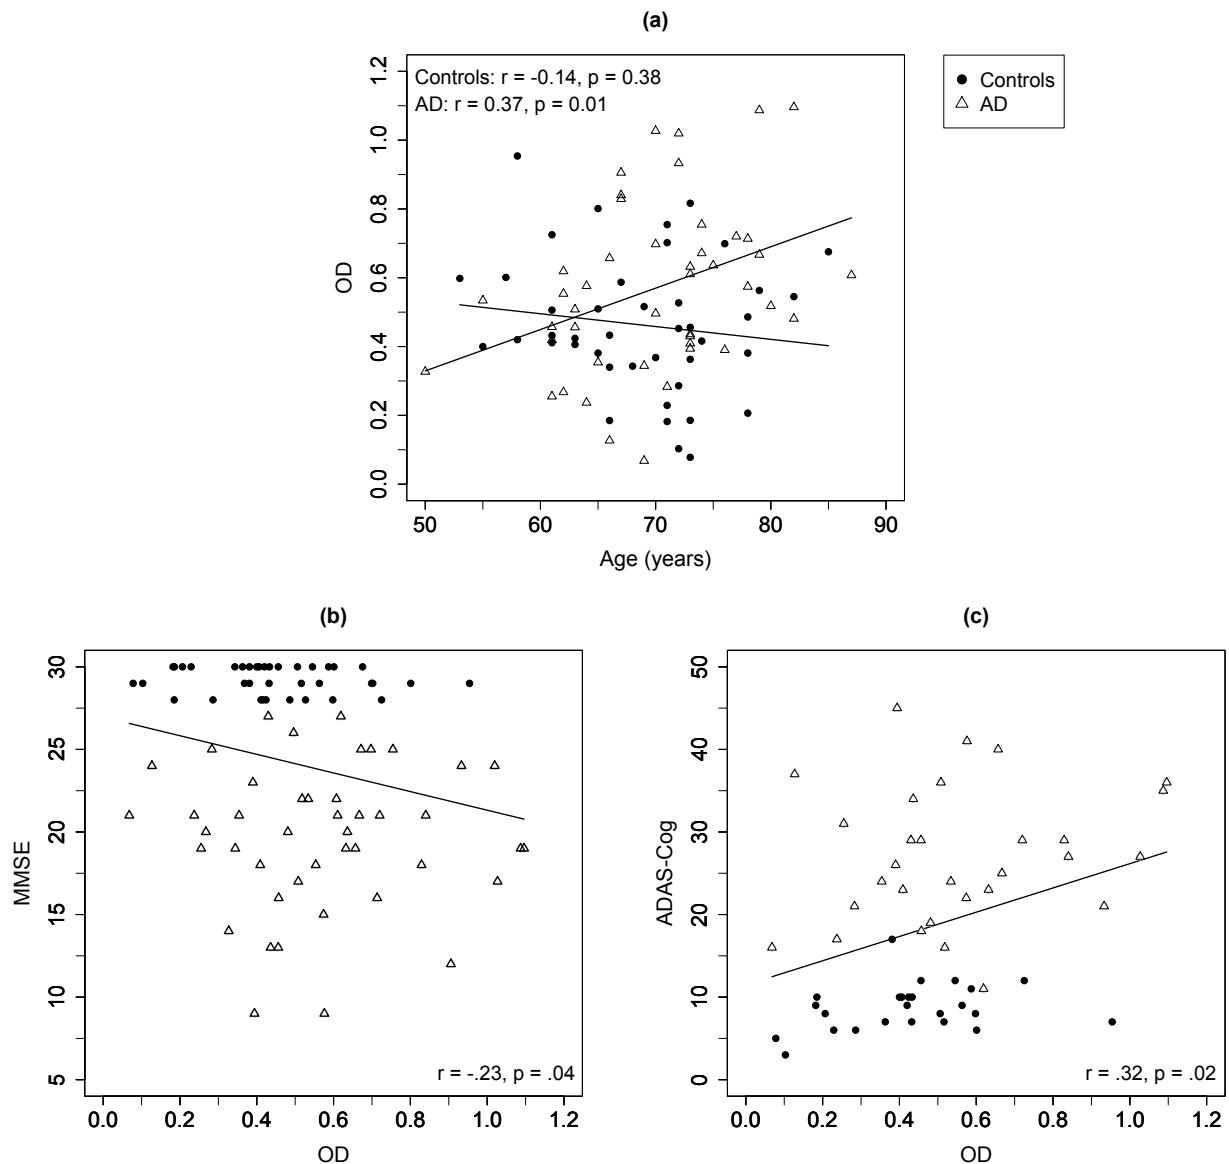 (a)
Controls: r = -0.14, p = 0.38
AD: r = 0.37, p = 0.01
Controls
AD
OD
1.2
1.0
0.8
0.6
0.4
0.2
0.0
50 60 70 80 90
Age (years)
(b)
MMSE
30
25
20
15
10
5
r = -.23, p = .04
0.0 0.2 0.4 0.6 0.8 1.0 1.2
OD
(c)
ADAS-Cog
50
40
30
20
10
0
r = .32, p = .02
0.0 0.2 0.4 0.6 0.8 1.0 1.2
OD